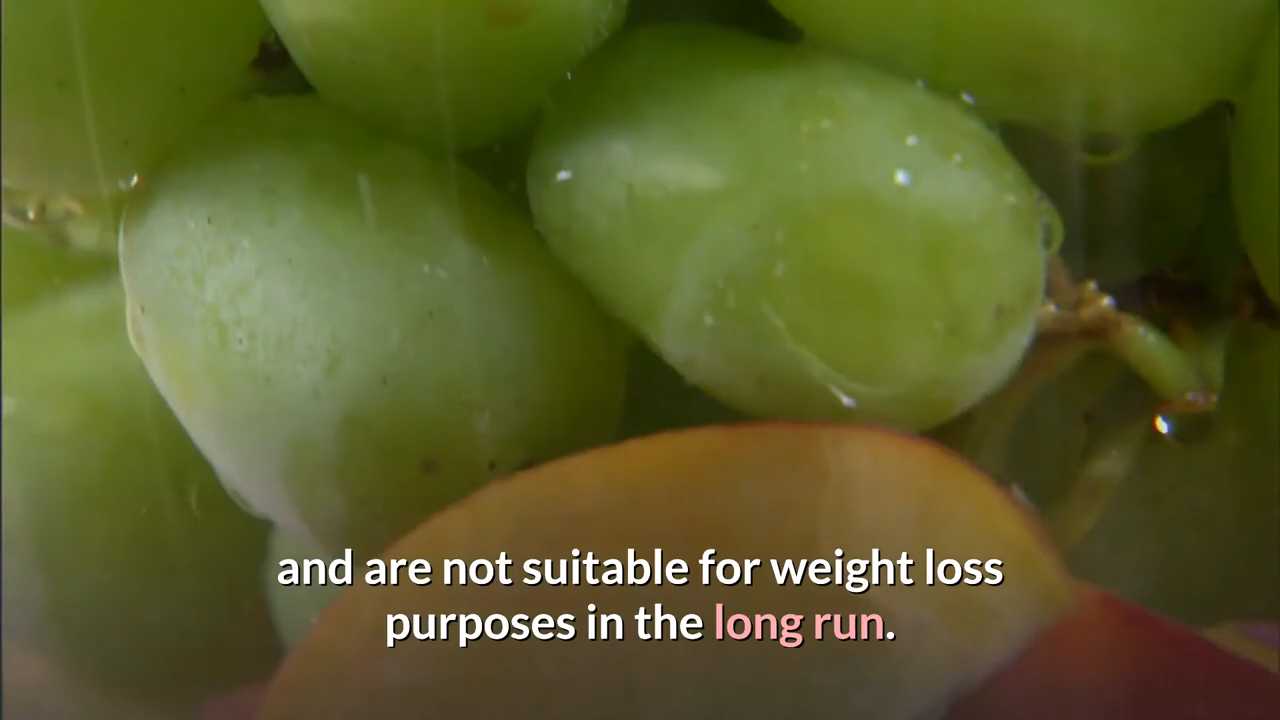 and are not suitable for weight loss
purposes in the long run.